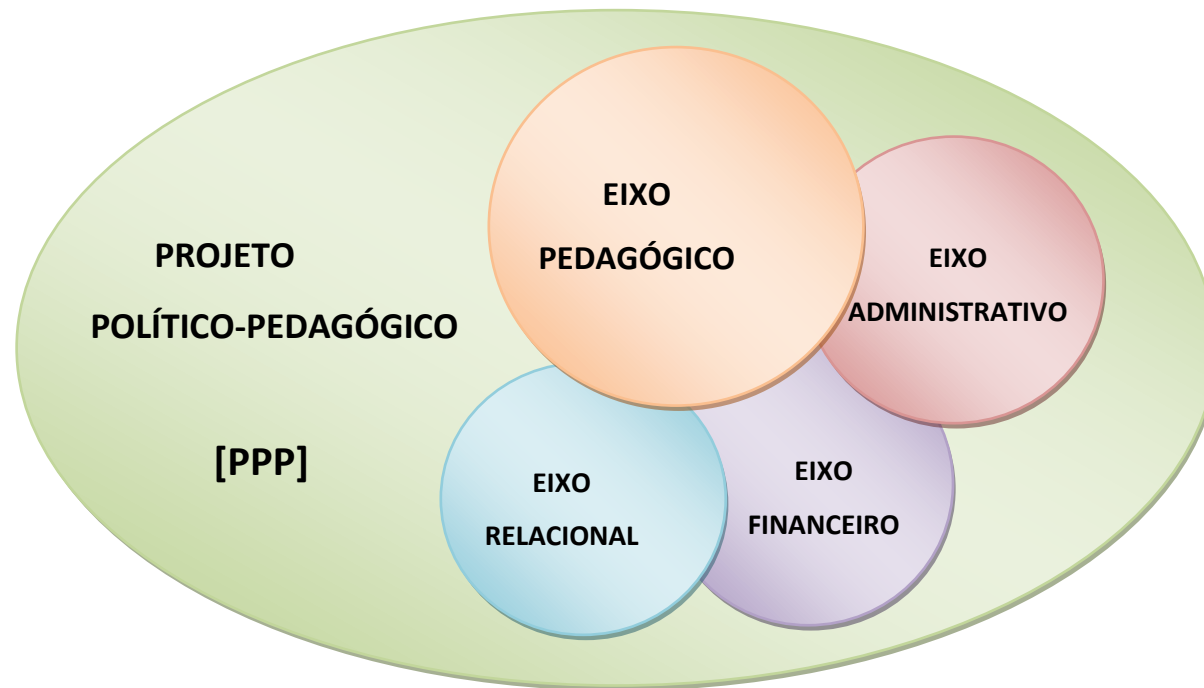 PROJETO
POLÍTICO-PEDAGÓGICO
[PPP]
EIXO
PEDAGÓGICO
EIXO
ADMINISTRATIVO
EIXO
RELACIONAL
EIXO
FINANCEIRO